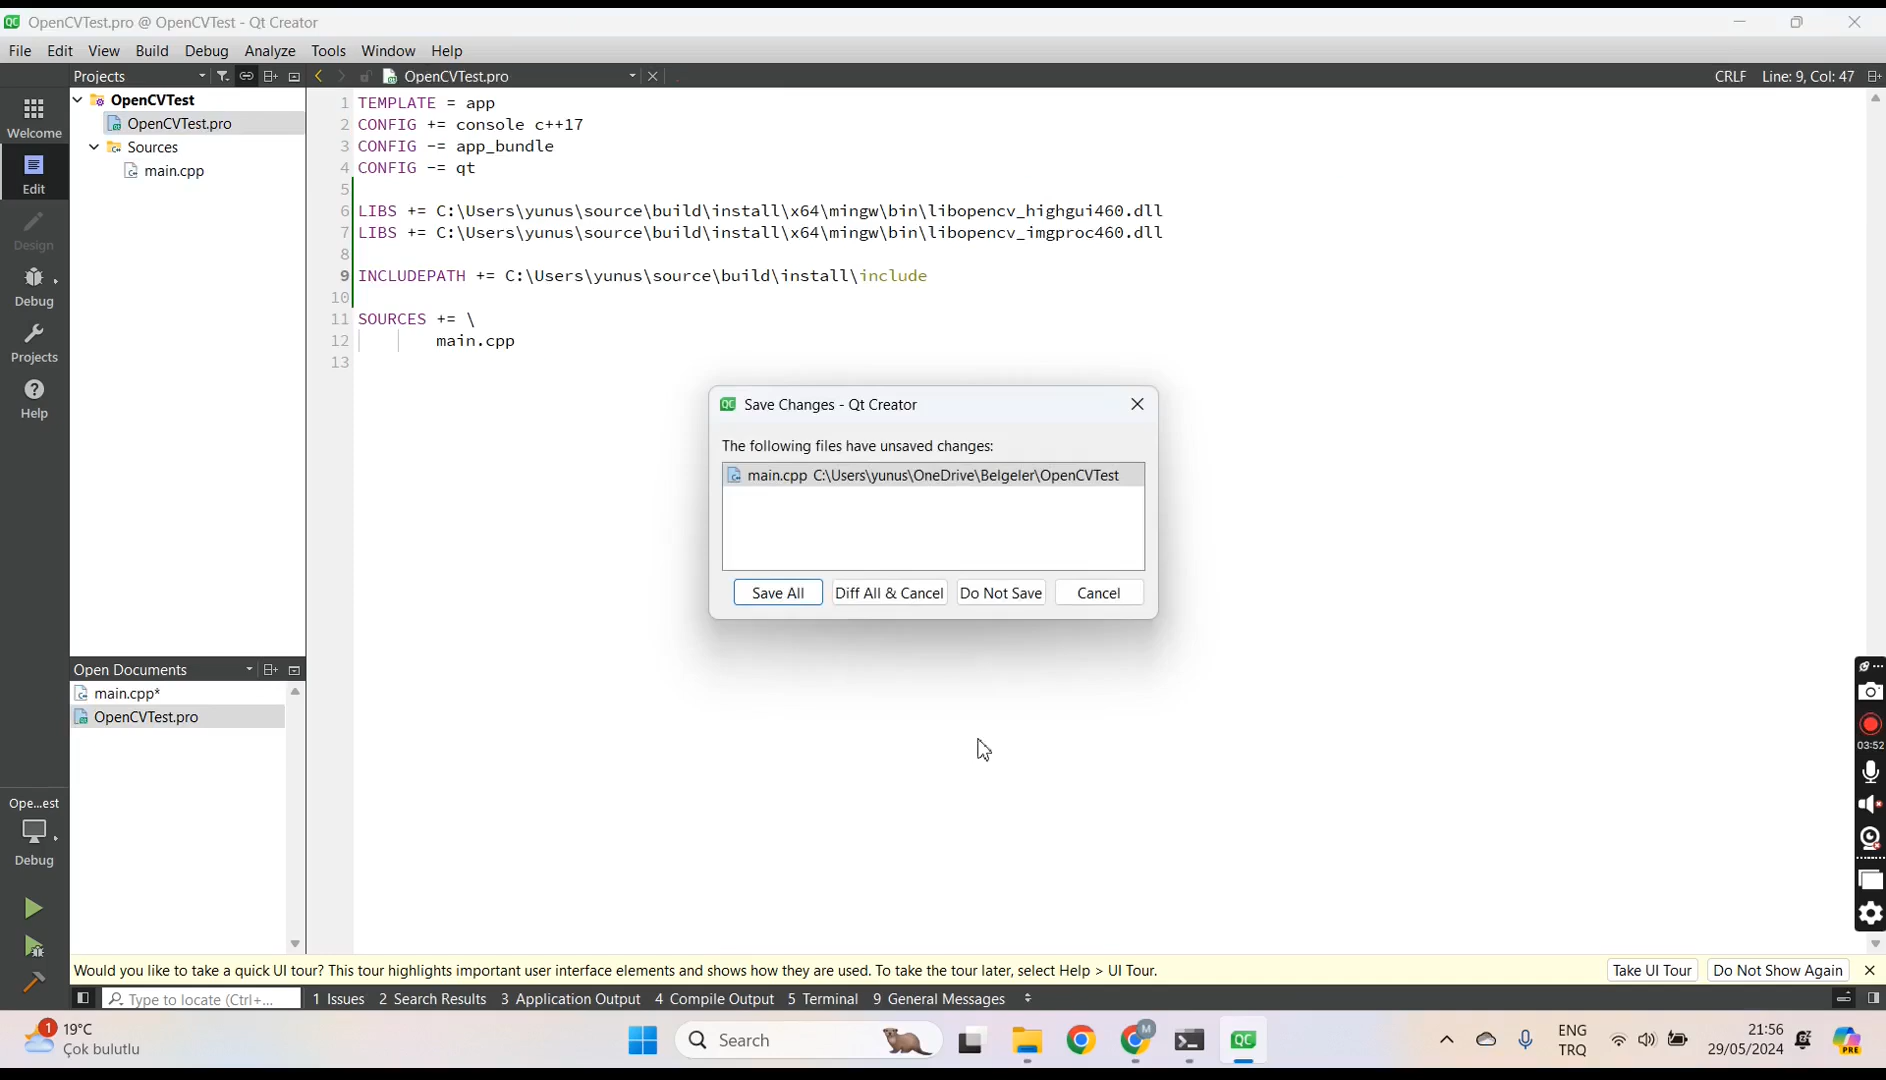 OpenCVTest.pro @ OpenCVTest - Qt Creator
File Edit View Build Debug Analyze Tools Window Help
Projects
OpenCVTest.pro
CRLF Line: 9, Col: 47
Welcome
Edit
Design
Debug
Projects
Help
OpenCVTest
OpenCVTest.pro
Sources
main.cpp
1 TEMPLATE = app
2 CONFIG += console c++17
3 CONFIG -= app_bundle
4 CONFIG -= qt
5
6 LIBS += C:\Users\yunus\source\build\install\x64\mingw\bin\libopencv_highgui460.dll
7 LIBS += C:\Users\yunus\source\build\install\x64\mingw\bin\libopencv_imgproc460.dll
8
9 INCLUDEPATH += C:\Users\yunus\source\build\install\include
10
11 SOURCES += \
12 main.cpp
13
Save Changes - Qt Creator
The following files have unsaved changes:
main.cpp C:\Users\yunus\OneDrive\Belgeler\OpenCVTest
Save All Diff All & Cancel Do Not Save Cancel
Open Documents
main.cpp*
OpenCVTest.pro
Ope...est
Debug
03:52
Would you like to take a quick UI tour? This tour highlights important user interface elements and shows how they are used. To take the tour later, select Help > UI Tour.
Take UI Tour Do Not Show Again
Type to locate (Ctrl+...
1 Issues 2 Search Results 3 Application Output 4 Compile Output 5 Terminal 9 General Messages
1
19°C
Çok bulutlu
Search
M
QC
PRE
ENG
TRQ
21:56
29/05/2024